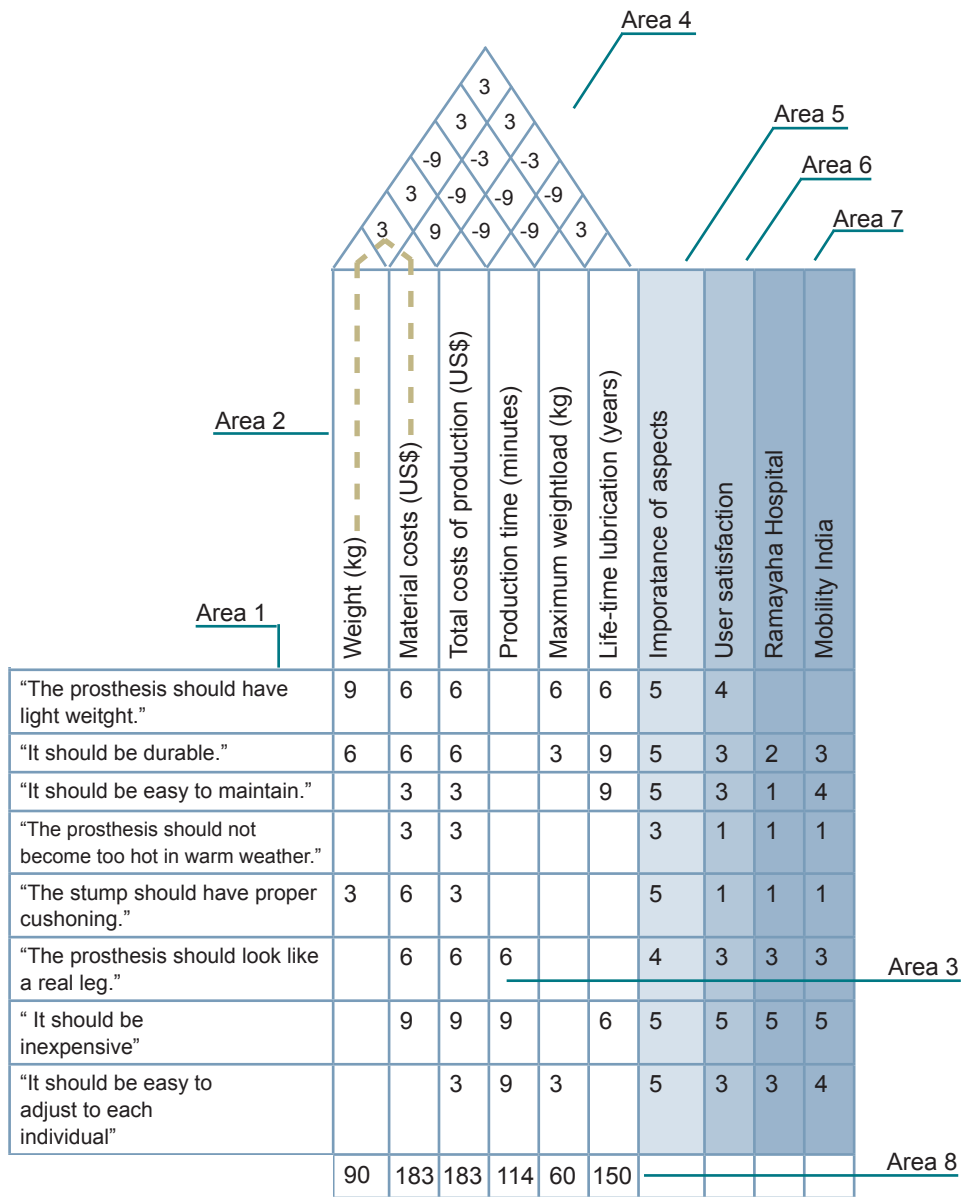 Area 4
Area 5
Area 6
Area 7
3
3 3
-9 -3 -3
3 -9 -9 -9
3 9 -9 -9 3
Area 2
Area 1
Weight (kg)
Material costs (US$)
Total costs of production (US$)
Production time (minutes)
Maximum weightload (kg)
Life-time lubrication (years)
Imporatance of aspects
User satisfaction
Ramayaha Hospital
Mobility India
“The prosthesis should have 9 6 6 6 6 5 4
light weitght.”
“It should be durable.” 6 6 6 3 9 5 3 2 3
“It should be easy to maintain.” 3 3 9 5 3 1 4
“The prosthesis should not 3 3 3 1 1 1
become too hot in warm weather.”
“The stump should have proper 3 6 3 5 1 1 1
cushoning.”
“The prosthesis should look like 6 6 6 4 3 3 3
a real leg.”
Area 3
“ It should be 9 9 9 6 5 5 5 5
inexpensive”
“It should be easy to 3 9 3 5 3 3 4
adjust to each
individual”
90 183 183 114 60 150
Area 8